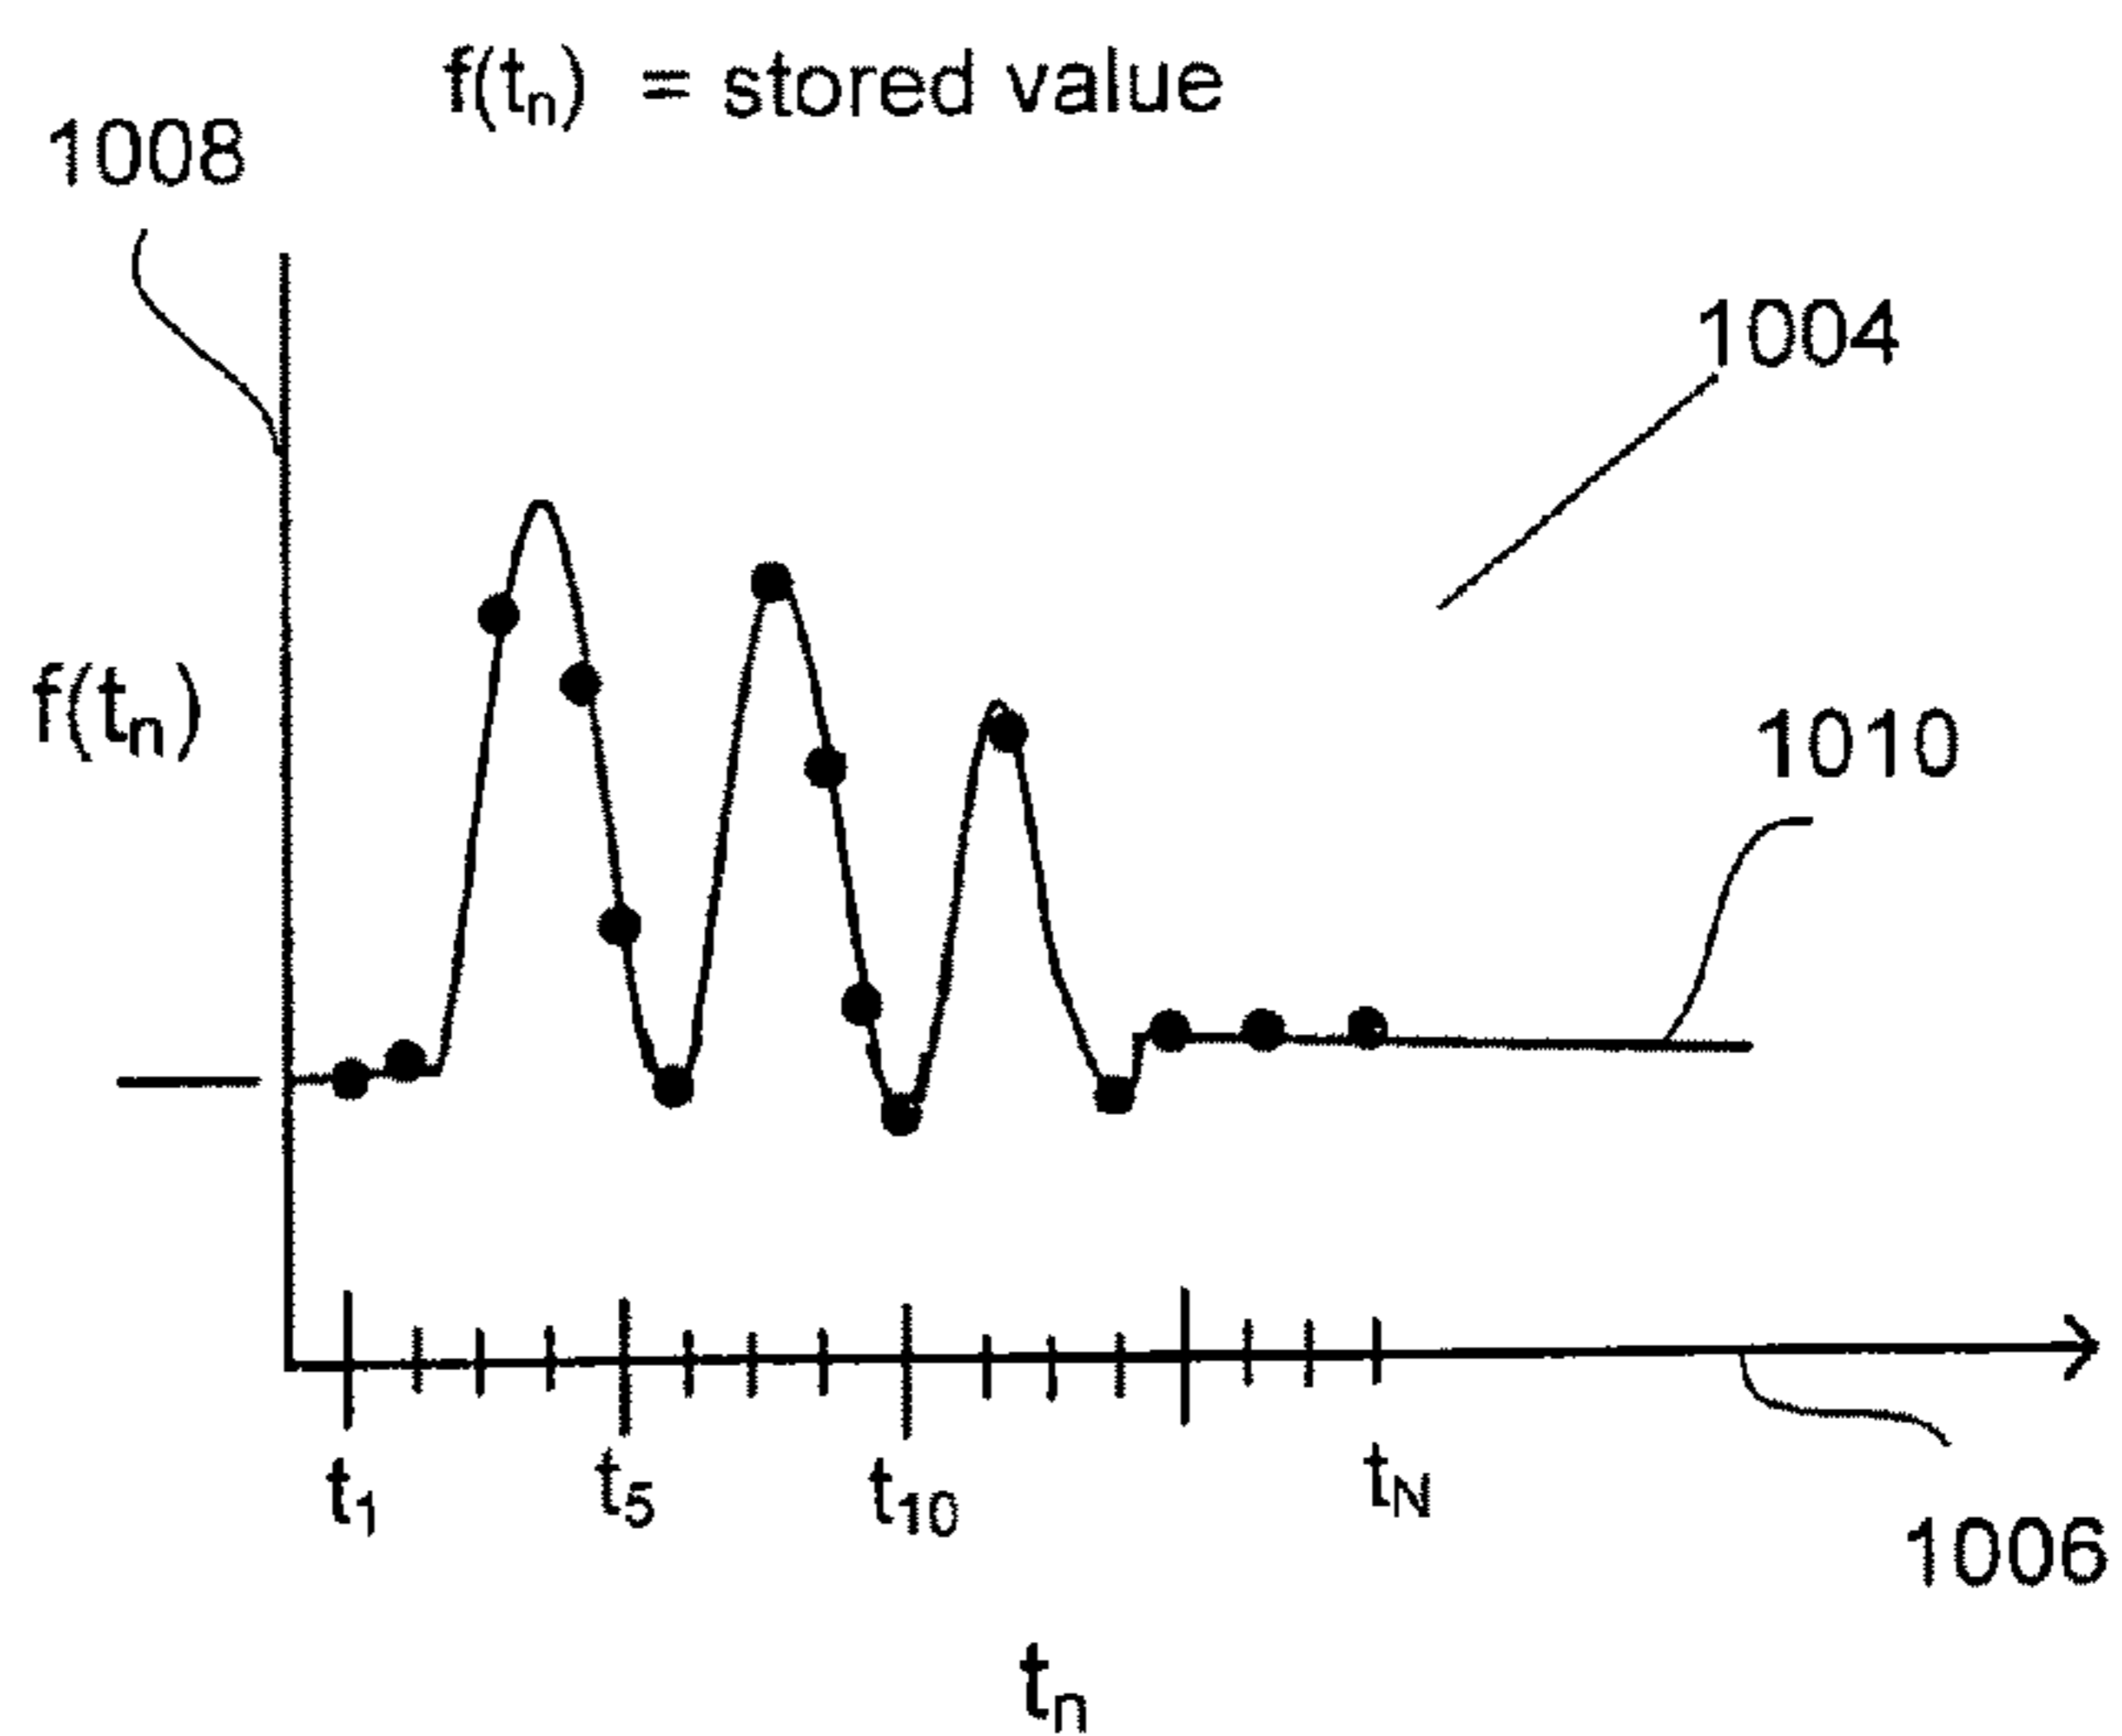 f(tn) = stored value
1008
1004
f(tn)
1010
t1 t5 t10 tN
1006
tn